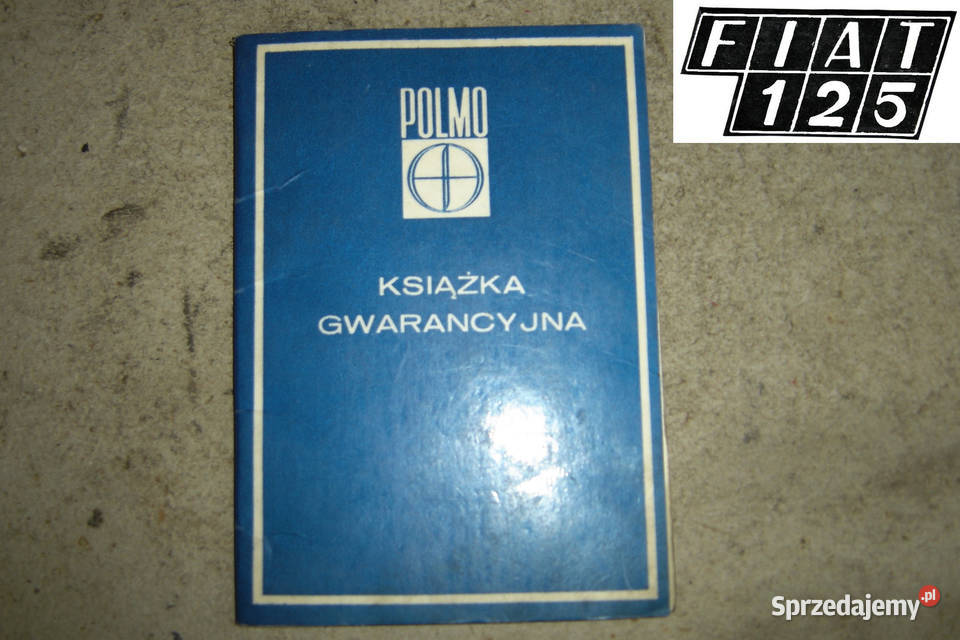 POLMO
KSIĄŻKA
GWARANCYJNA
FIAT
125
Sprzedajemy.pl